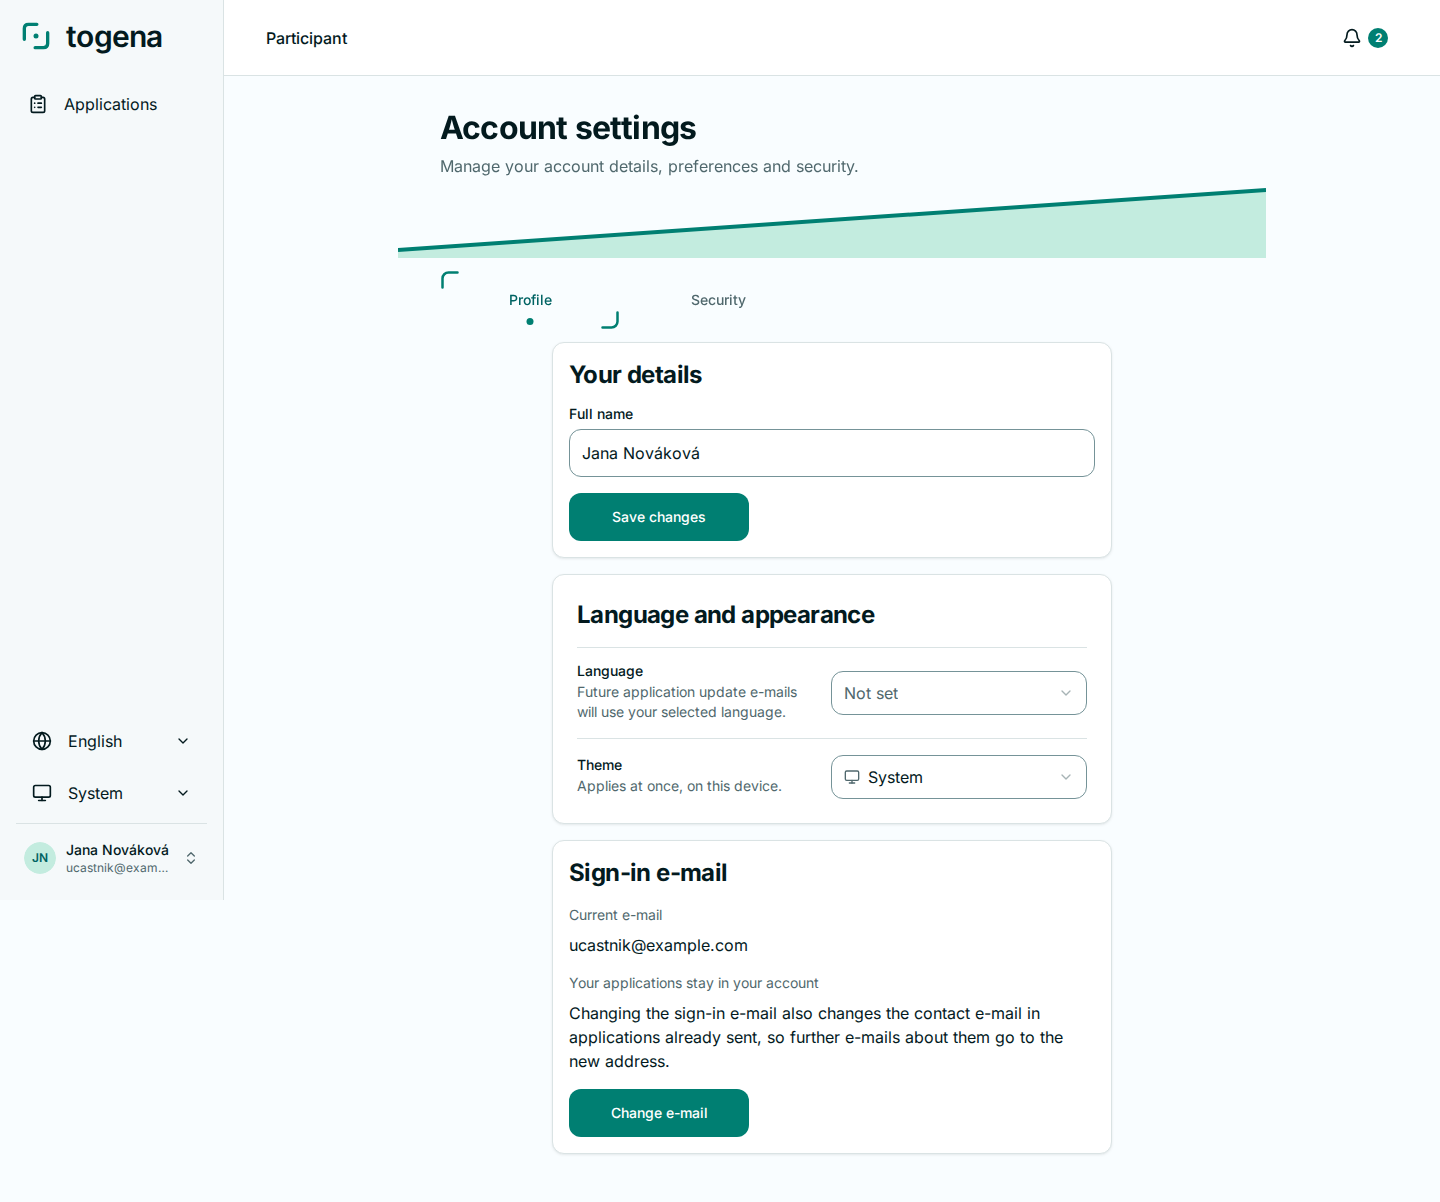 togena
Participant
2
Applications
Account settings
Manage your account details, preferences and security.
Profile
Security
Your details
Full name
Jana Nováková
Save changes
Language and appearance
Language
Future application update e-mails
will use your selected language.
Not set
Theme
Applies at once, on this device.
System
Sign-in e-mail
Current e-mail
ucastnik@example.com
Your applications stay in your account
Changing the sign-in e-mail also changes the contact e-mail in
applications already sent, so further e-mails about them go to the
new address.
Change e-mail
English
System
JN
Jana Nováková
ucastnik@exam...